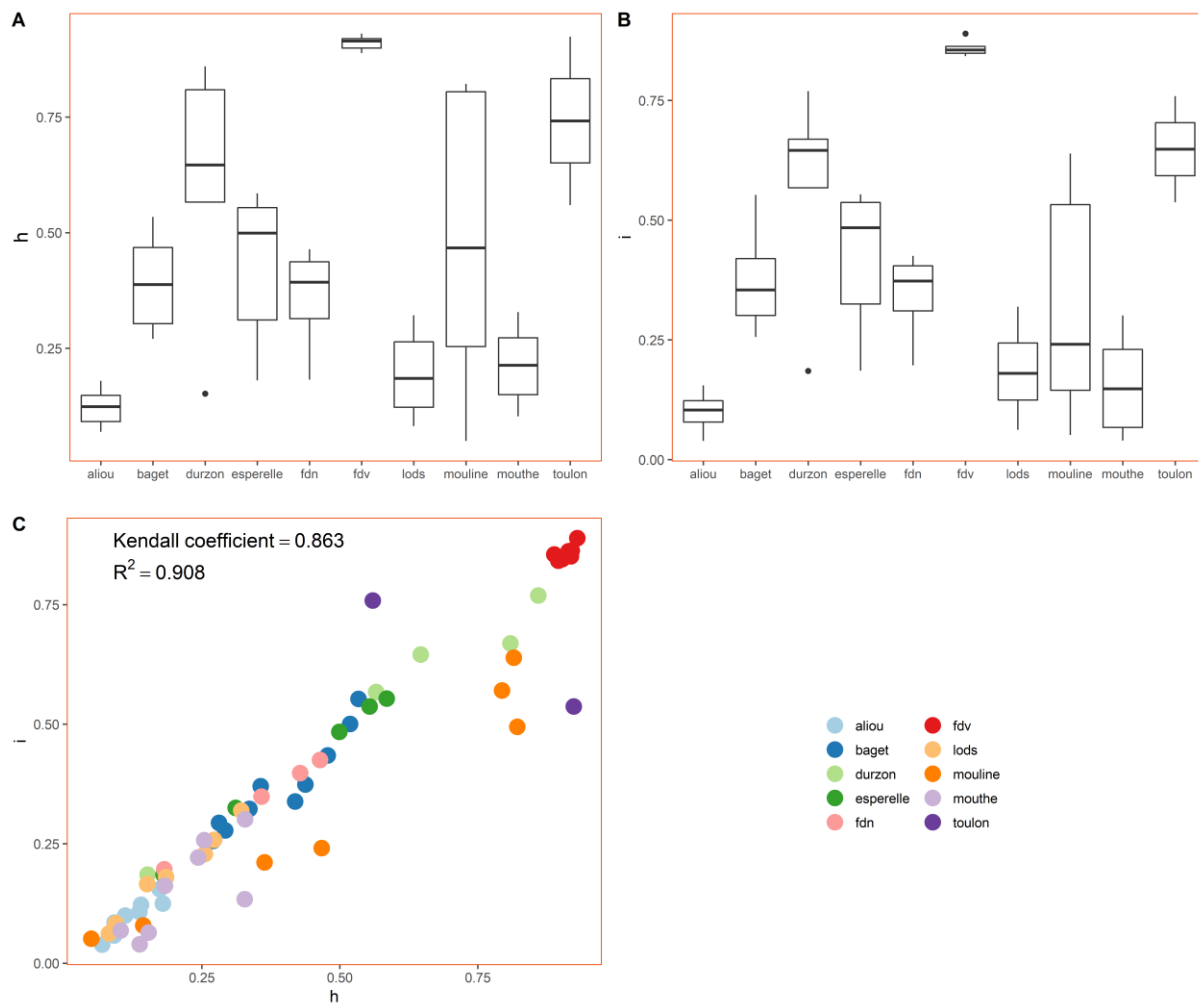 A
h
0.75
0.50
0.25
aliou baget durzon esperelle fdn fdv lods mouline mouthe toulon
B
i
0.75
0.50
0.25
0.00
aliou baget durzon esperelle fdn fdv lods mouline mouthe toulon
C
Kendall coefficient = 0.863
R² = 0.908
i
0.75
0.50
0.25
0.00
0.25 0.50 0.75
h
aliou fdv
baget lods
durzon mouline
esperelle mouthe
fdn toulon